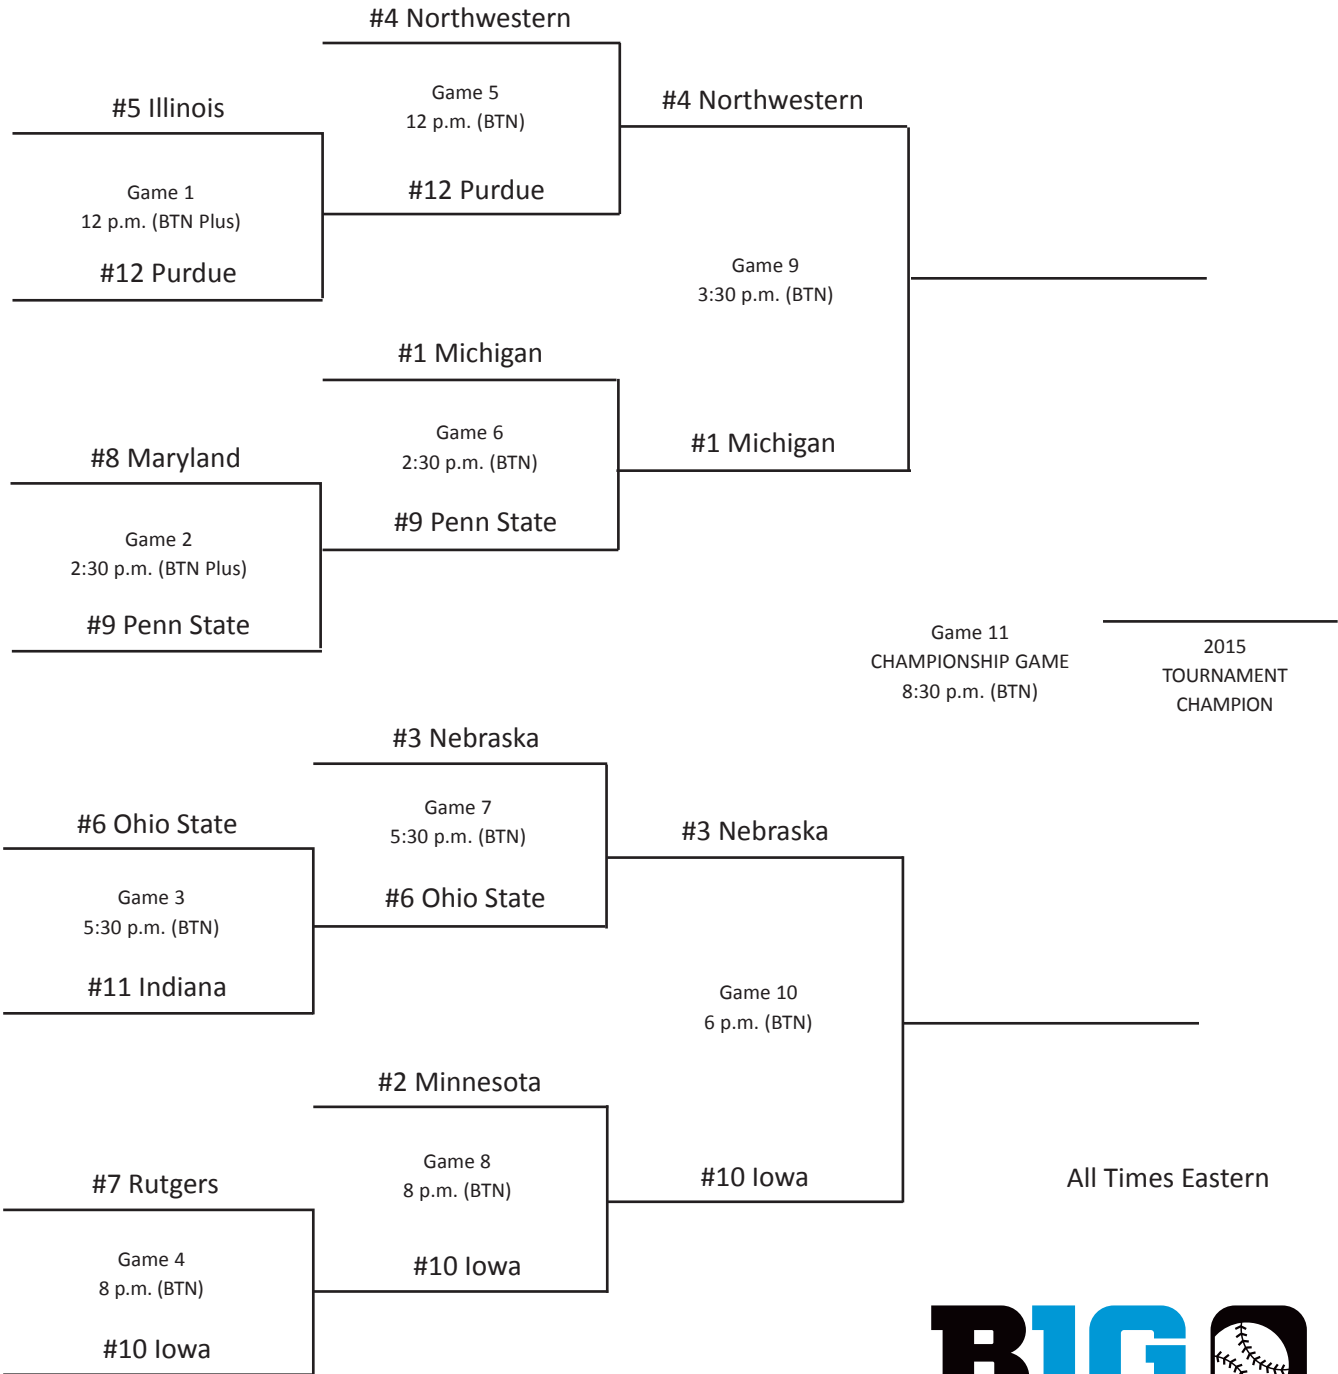 #4 Northwestern
Game 5
12 p.m. (BTN)
#12 Purdue
#5 Illinois
Game 1
12 p.m. (BTN Plus)
#12 Purdue
#4 Northwestern
Game 9
3:30 p.m. (BTN)
#1 Michigan
#1 Michigan
Game 6
2:30 p.m. (BTN)
#9 Penn State
#8 Maryland
Game 2
2:30 p.m. (BTN Plus)
#9 Penn State
Game 11
CHAMPIONSHIP GAME
8:30 p.m. (BTN)
2015
TOURNAMENT
CHAMPION
#3 Nebraska
Game 7
5:30 p.m. (BTN)
#6 Ohio State
#6 Ohio State
Game 3
5:30 p.m. (BTN)
#11 Indiana
#3 Nebraska
Game 10
6 p.m. (BTN)
#10 Iowa
#2 Minnesota
Game 8
8 p.m. (BTN)
#10 Iowa
#7 Rutgers
Game 4
8 p.m. (BTN)
#10 Iowa
All Times Eastern
B1G